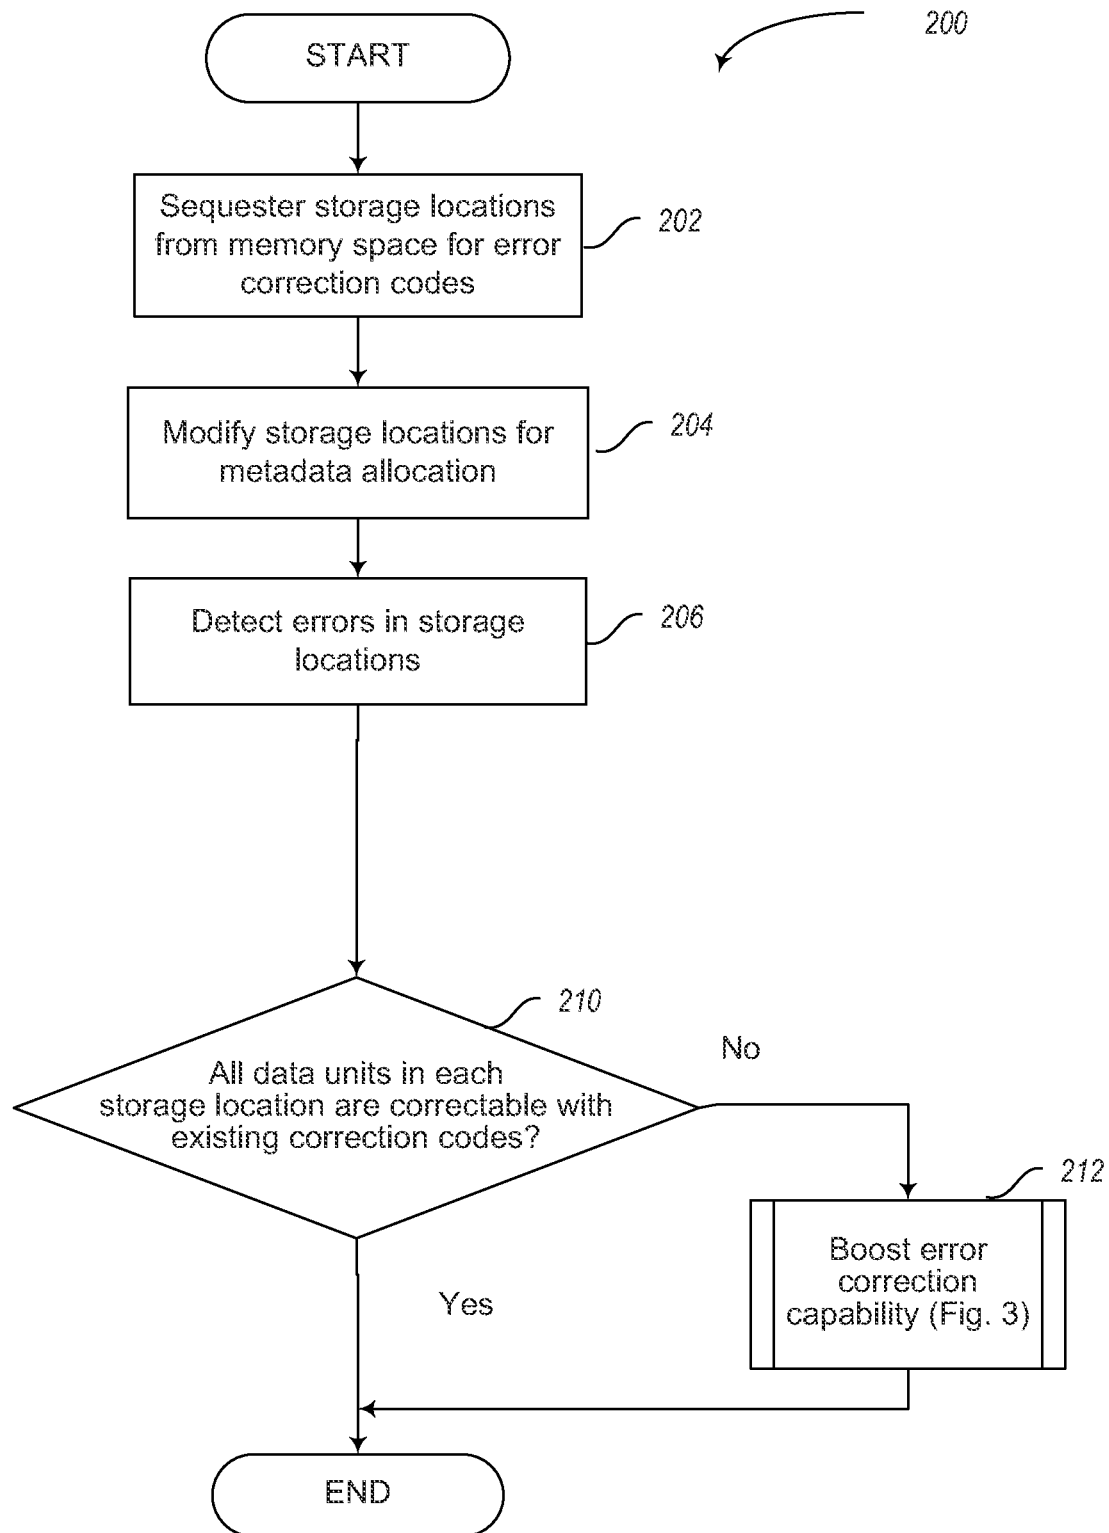 START
200
Sequester storage locations
from memory space for error
correction codes
202
Modify storage locations for
metadata allocation
204
Detect errors in storage
locations
206
210
All data units in each
storage location are correctable with
existing correction codes?
No
212
Boost error
correction
capability (Fig. 3)
Yes
END